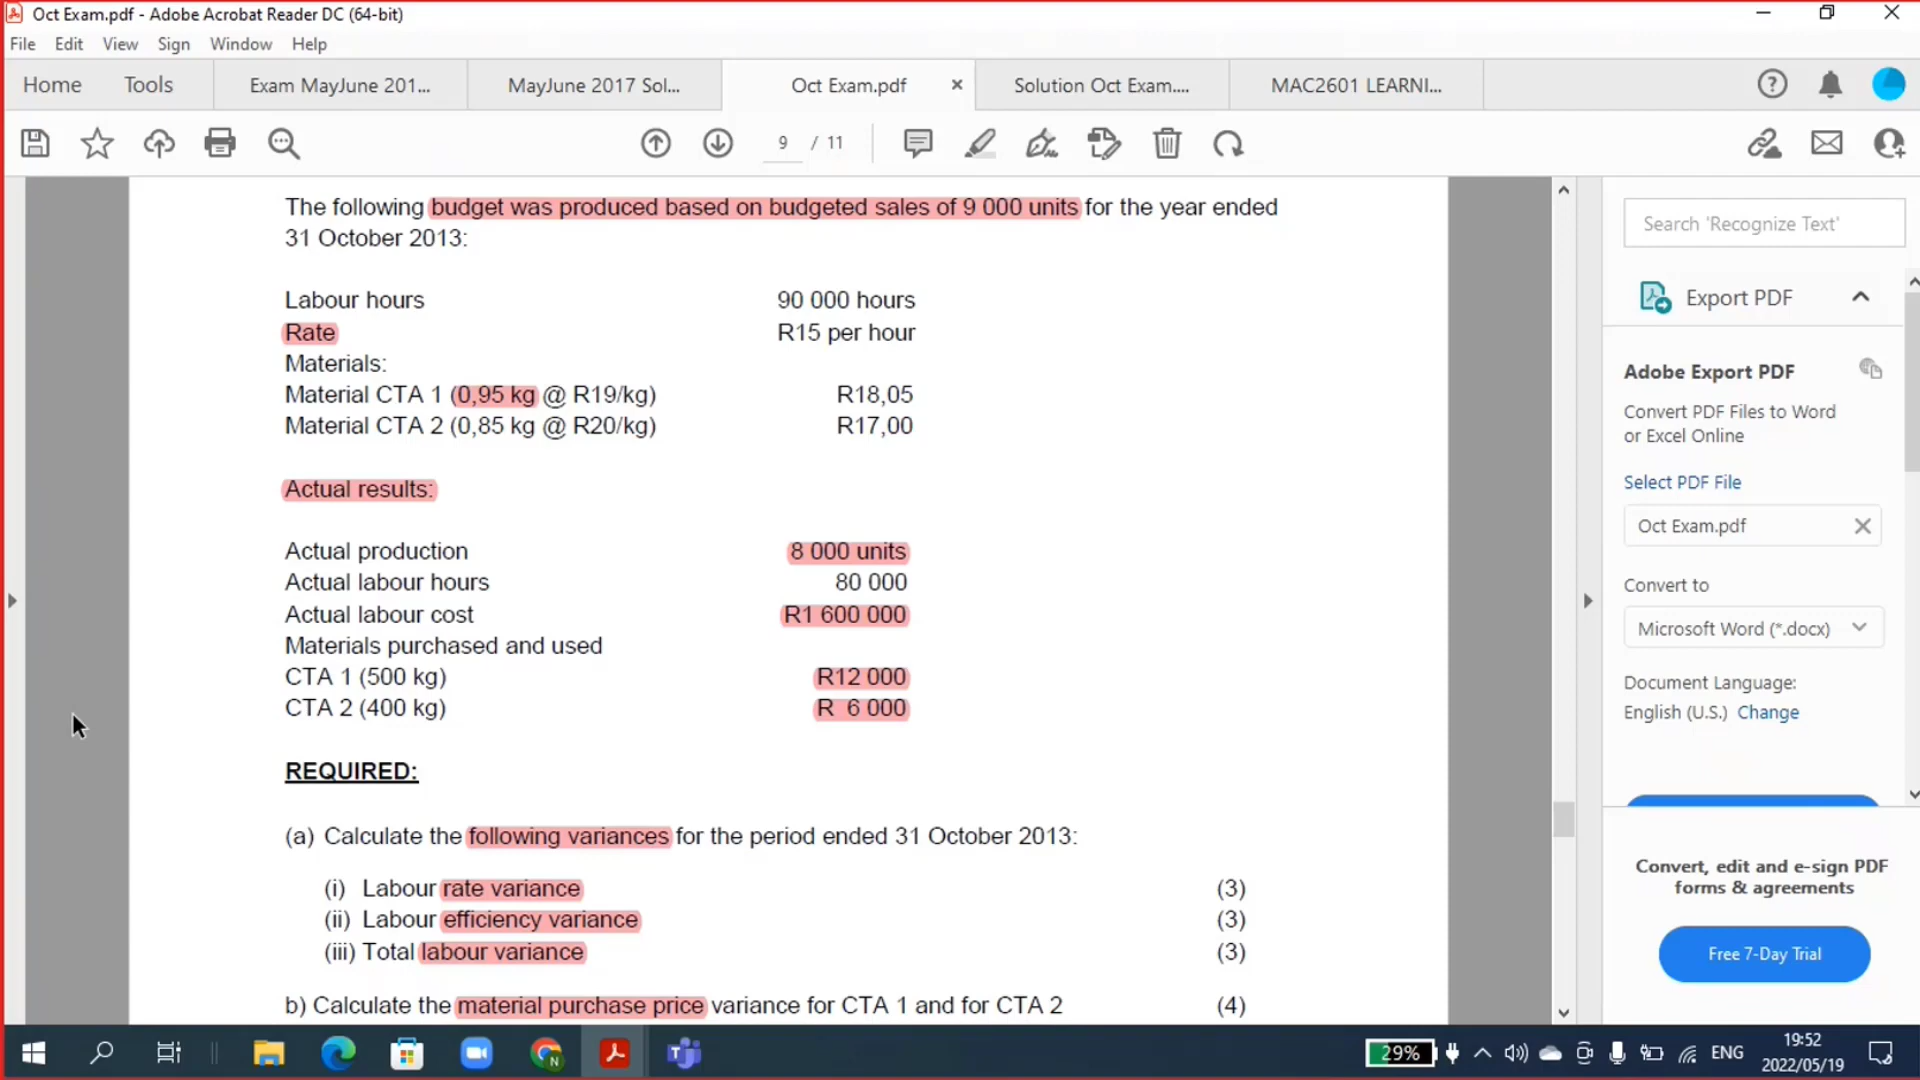 Oct Exam.pdf - Adobe Acrobat Reader DC (64-bit)
File Edit View Sign Window Help
Home Tools Exam MayJune 201... MayJune 2017 Sol... Oct Exam.pdf Solution Oct Exam.... MAC2601 LEARNI...
9 / 11
The following budget was produced based on budgeted sales of 9 000 units for the year ended
31 October 2013:
Labour hours 90 000 hours
Rate R15 per hour
Materials:
Material CTA 1 (0,95 kg @ R19/kg) R18,05
Material CTA 2 (0,85 kg @ R20/kg) R17,00
Actual results:
Actual production 8 000 units
Actual labour hours 80 000
Actual labour cost R1 600 000
Materials purchased and used
CTA 1 (500 kg) R12 000
CTA 2 (400 kg) R 6 000
REQUIRED:
(a) Calculate the following variances for the period ended 31 October 2013:
(i) Labour rate variance (3)
(ii) Labour efficiency variance (3)
(iii) Total labour variance (3)
b) Calculate the material purchase price variance for CTA 1 and for CTA 2 (4)
Search 'Recognize Text'
Export PDF
Adobe Export PDF
Convert PDF Files to Word
or Excel Online
Select PDF File
Oct Exam.pdf
Convert to
Microsoft Word (*.docx)
Document Language:
English (U.S.) Change
Convert, edit and e-sign PDF
forms & agreements
Free 7-Day Trial
29% ENG 19:52
2022/05/19